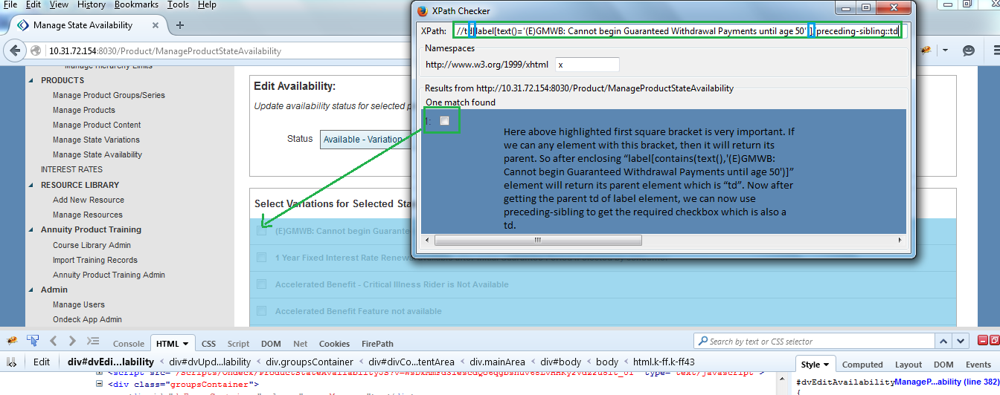 File Edit View History Bookmarks Tools Help
Manage State Availability
10.31.72.154:8030/Product/ManageProductStateAvailability
XPath Checker
XPath: //td[label[text()='(E)GMWB: Cannot begin Guaranteed Withdrawal Payments until age 50' ]]/preceding-sibling::td
Namespaces
http://www.w3.org/1999/xhtml x
Results from http://10.31.72.154:8030/Product/ManageProductStateAvailability
One match found
1:
Here above highlighted first square bracket is very important. If
we can any element with this bracket, then it will return its
parent. So after enclosing “label[contains(text(),'(E)GMWB:
Cannot begin Guaranteed Withdrawal Payments until age 50')]”
element will return its parent element which is “td”. Now after
getting the parent td of label element, we can now use
preceding-sibling to get the required checkbox which is also a
td.
Manage Hierarchy Limits
PRODUCTS
Manage Product Groups/Series
Manage Products
Manage Product Content
Manage State Variations
Manage State Availability
INTEREST RATES
RESOURCE LIBRARY
Add New Resource
Manage Resources
Annuity Product Training
Course Library Admin
Import Training Records
Annuity Product Training Admin
Admin
Manage Users
Ondeck App Admin
Edit Availability:
Update availability status for selected p
Status Available - Variation
Select Variations for Selected Sta
(E)GMWB: Cannot begin Guarante
1 Year Fixed Interest Rate Renew
Accelerated Benefit - Critical Illness Rider is Not Available
Accelerated Benefit Feature not available
Console HTML CSS Script DOM Net Cookies FirePath
Search by text or CSS selector
Edit div#dvEdi...lability < div#dvUpd...lability < div.groupsContainer < div#divCo...tentArea < div.mainArea < div#body < body < html.k-ff.k-ff43
Style Computed Layout DOM Events
<div class="groupsContainer">
#dvEditAvailability ManageP...ability (line 382)
{